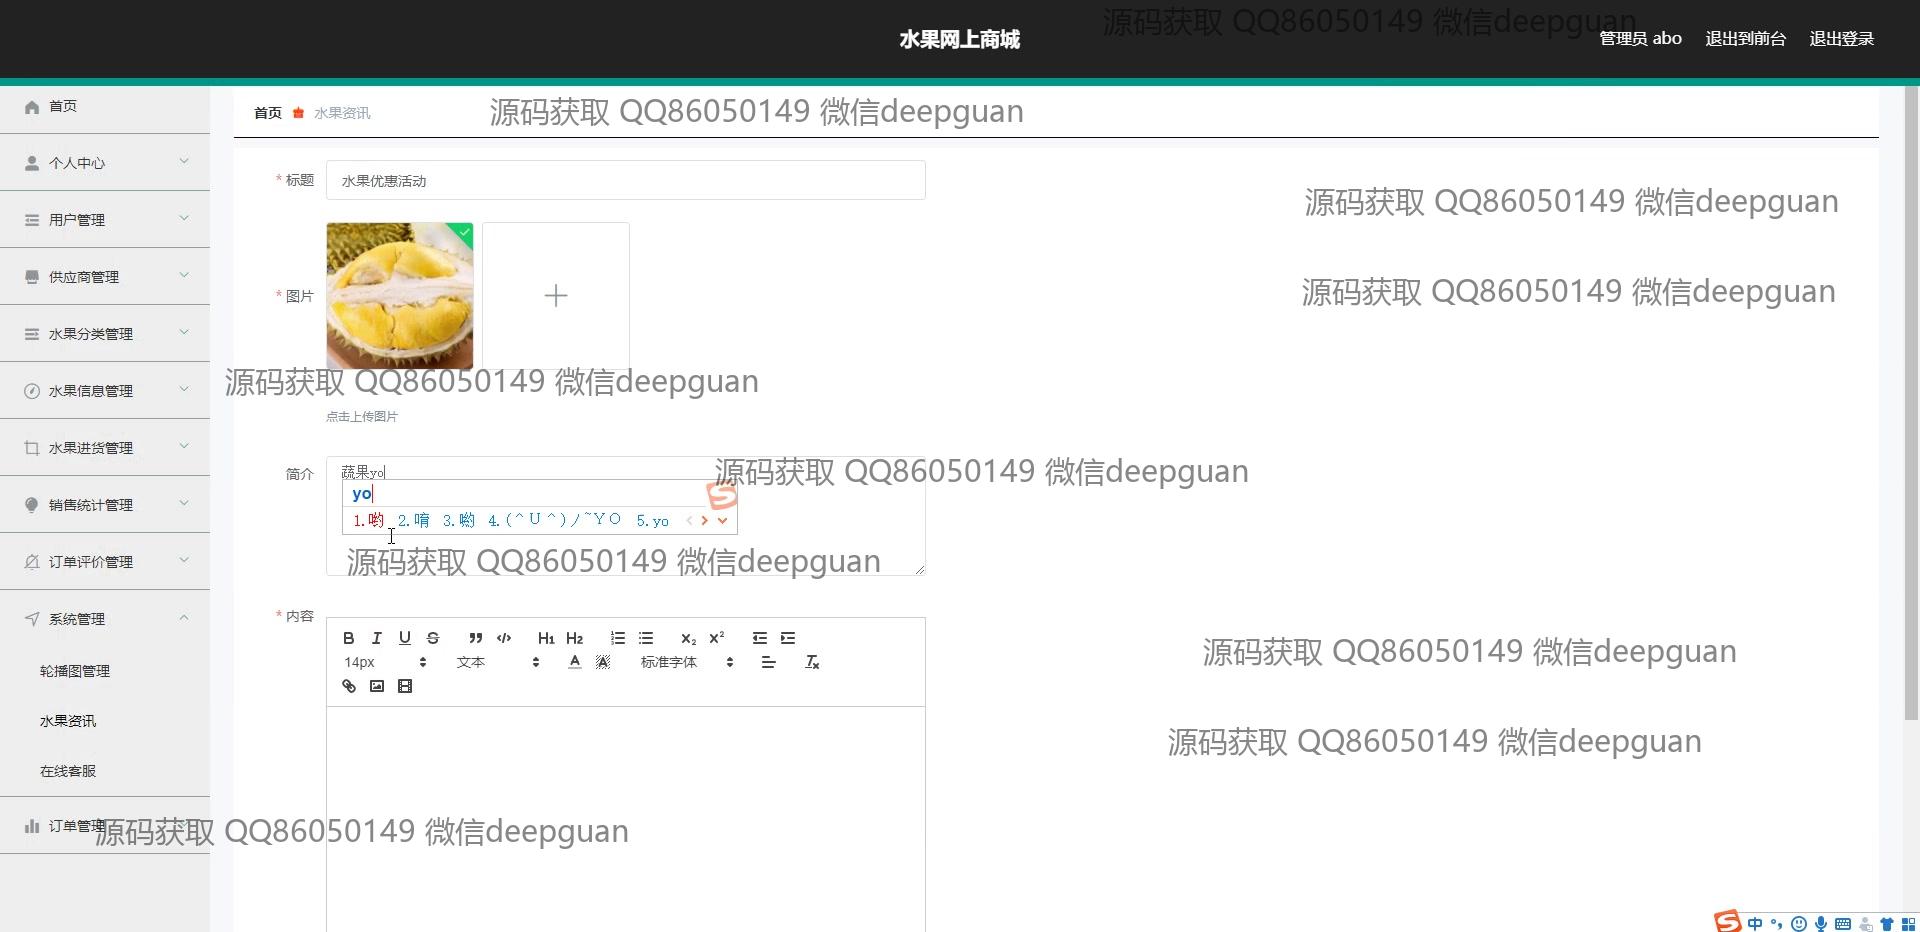 水果网上商城
源码获取 QQ86050149 微信deepguan
管理员 abo 退出到前台 退出登录
首页
首页 水果资讯
源码获取 QQ86050149 微信deepguan
个人中心
* 标题 水果优惠活动
源码获取 QQ86050149 微信deepguan
用户管理
供应商管理
* 图片
源码获取 QQ86050149 微信deepguan
水果分类管理
水果信息管理
源码获取 QQ86050149 微信deepguan
点击上传图片
水果进货管理
简介 蔬果yo
源码获取 QQ86050149 微信deepguan
yo
销售统计管理
1.哟 2.唷 3.喲 4.(^U^)ノ~YO 5.yo
订单评价管理
源码获取 QQ86050149 微信deepguan
系统管理
* 内容
B I U S H1 H2 X2 X2
源码获取 QQ86050149 微信deepguan
14px 文本 A A 标准字体 Tx
轮播图管理
水果资讯
源码获取 QQ86050149 微信deepguan
在线客服
订单管理
源码获取 QQ86050149 微信deepguan
S 中